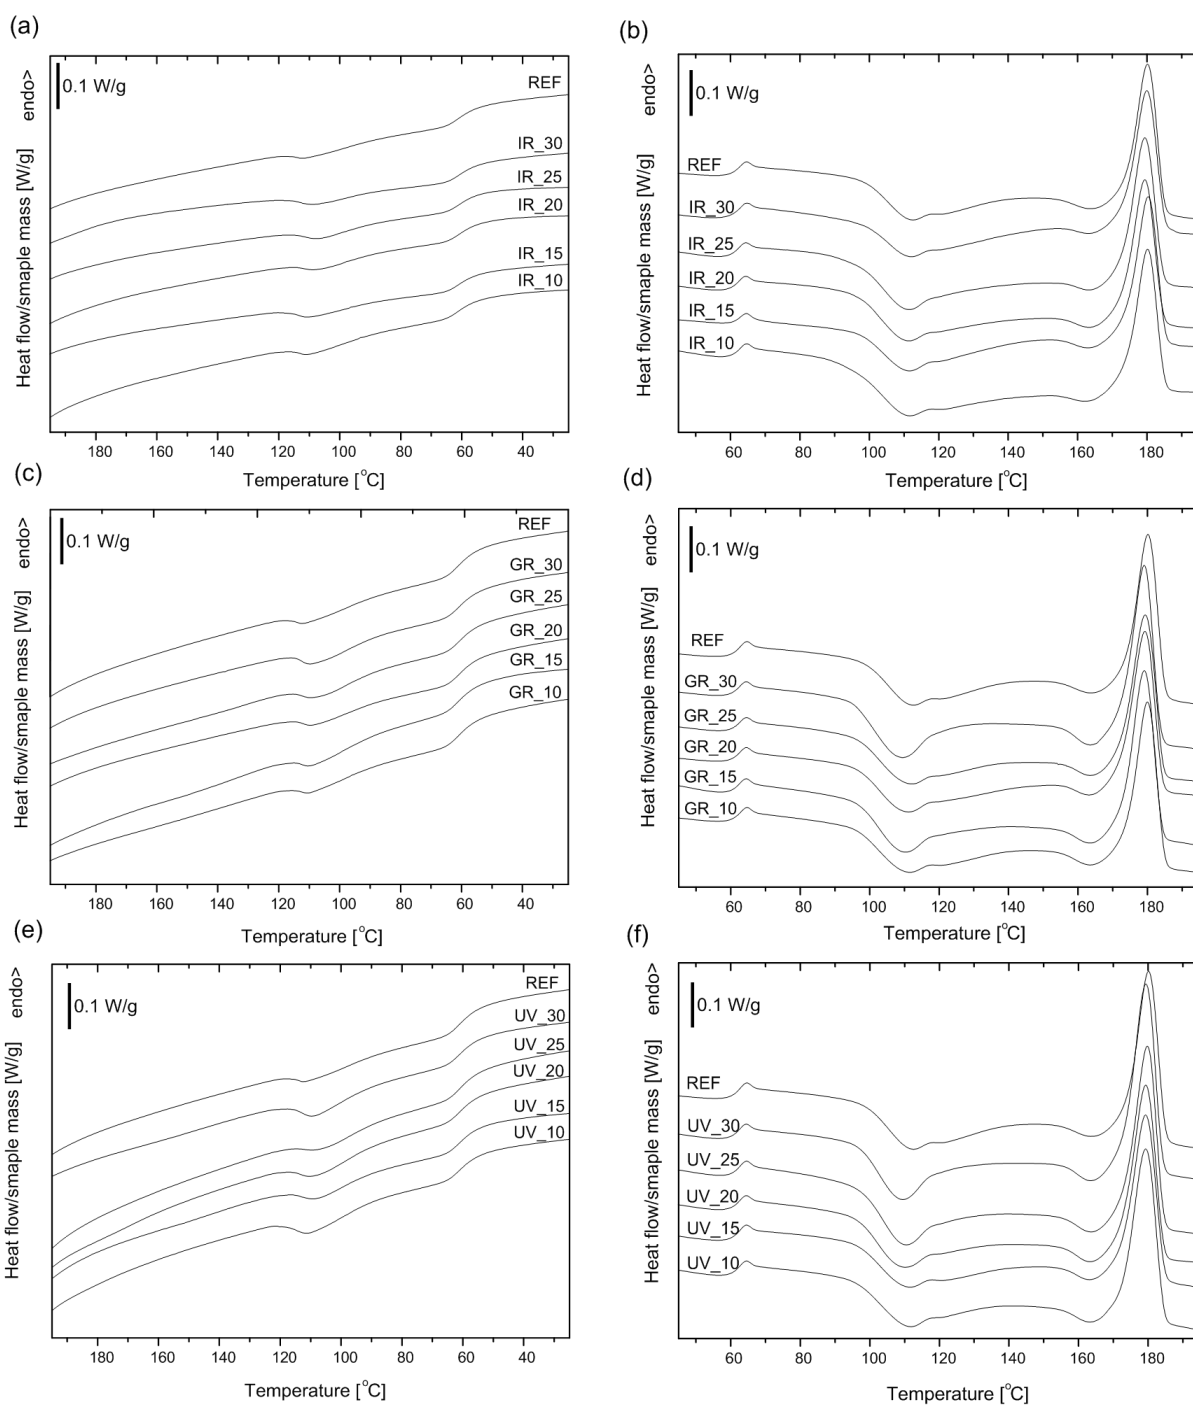 (a)
endo>
0.1 W/g
Heat flow/smaple mass [W/g]
REF
IR_30
IR_25
IR_20
IR_15
IR_10
180 160 140 120 100 80 60 40
Temperature [°C]
(b)
endo>
0.1 W/g
Heat flow/smaple mass [W/g]
REF
IR_30
IR_25
IR_20
IR_15
IR_10
60 80 100 120 140 160 180
Temperature [°C]
(c)
endo>
0.1 W/g
Heat flow/smaple mass [W/g]
REF
GR_30
GR_25
GR_20
GR_15
GR_10
180 160 140 120 100 80 60 40
Temperature [°C]
(d)
endo>
0.1 W/g
Heat flow/smaple mass [W/g]
REF
GR_30
GR_25
GR_20
GR_15
GR_10
60 80 100 120 140 160 180
Temperature [°C]
(e)
endo>
0.1 W/g
Heat flow/smaple mass [W/g]
REF
UV_30
UV_25
UV_20
UV_15
UV_10
180 160 140 120 100 80 60 40
Temperature [°C]
(f)
endo>
0.1 W/g
Heat flow/smaple mass [W/g]
REF
UV_30
UV_25
UV_20
UV_15
UV_10
60 80 100 120 140 160 180
Temperature [°C]